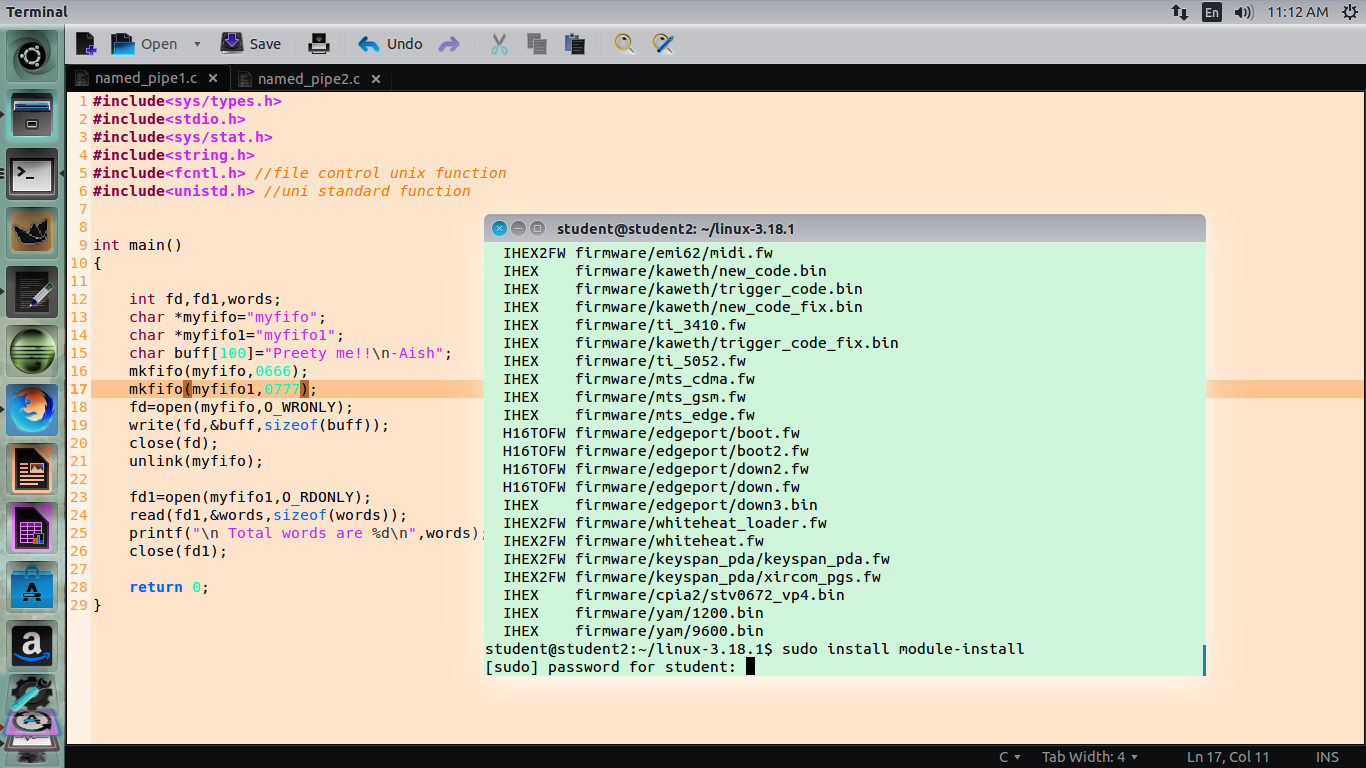 Terminal
En
11:12 AM
Open
Save
Undo
named_pipe1.c
named_pipe2.c
1 #include<sys/types.h>
2 #include<stdio.h>
3 #include<sys/stat.h>
4 #include<string.h>
5 #include<fcntl.h> //file control unix function
6 #include<unistd.h> //uni standard function
7
8
9 int main()
10 {
11
12 int fd,fd1,words;
13 char *myfifo="myfifo";
14 char *myfifo1="myfifo1";
15 char buff[100]="Preety me!!\n-Aish";
16 mkfifo(myfifo,0666);
17 mkfifo(myfifo1,0777);
18 fd=open(myfifo,O_WRONLY);
19 write(fd,&buff,sizeof(buff));
20 close(fd);
21 unlink(myfifo);
22
23 fd1=open(myfifo1,O_RDONLY);
24 read(fd1,&words,sizeof(words));
25 printf("\n Total words are %d\n",words);
26 close(fd1);
27
28 return 0;
29 }
student@student2: ~/linux-3.18.1
IHEX2FW firmware/emi62/midi.fw
IHEX firmware/kaweth/new_code.bin
IHEX firmware/kaweth/trigger_code.bin
IHEX firmware/kaweth/new_code_fix.bin
IHEX firmware/ti_3410.fw
IHEX firmware/kaweth/trigger_code_fix.bin
IHEX firmware/ti_5052.fw
IHEX firmware/mts_cdma.fw
IHEX firmware/mts_gsm.fw
IHEX firmware/mts_edge.fw
H16TOFW firmware/edgeport/boot.fw
H16TOFW firmware/edgeport/boot2.fw
H16TOFW firmware/edgeport/down2.fw
H16TOFW firmware/edgeport/down.fw
IHEX firmware/edgeport/down3.bin
IHEX2FW firmware/whiteheat_loader.fw
IHEX2FW firmware/whiteheat.fw
IHEX2FW firmware/keyspan_pda/keyspan_pda.fw
IHEX2FW firmware/keyspan_pda/xircom_pgs.fw
IHEX firmware/cpia2/stv0672_vp4.bin
IHEX firmware/yam/1200.bin
IHEX firmware/yam/9600.bin
student@student2:~/linux-3.18.1$ sudo install module-install
[sudo] password for student:
C
Tab Width: 4
Ln 17, Col 11
INS